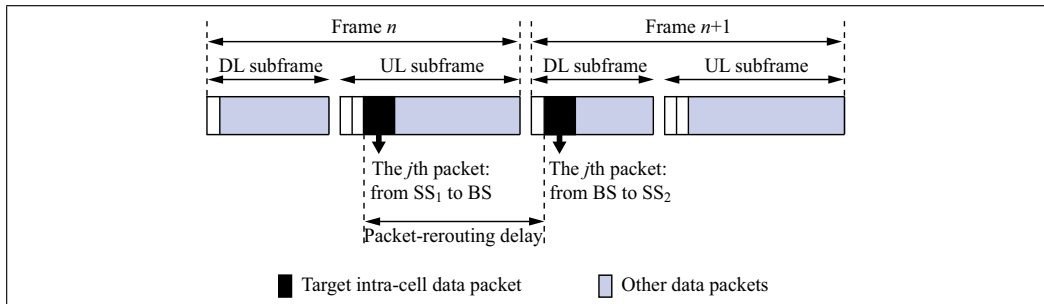 Frame n
Frame n+1
DL subframe
UL subframe
DL subframe
UL subframe
The jth packet:
from SS₁ to BS
The jth packet:
from BS to SS₂
Packet-rerouting delay
Target intra-cell data packet
Other data packets